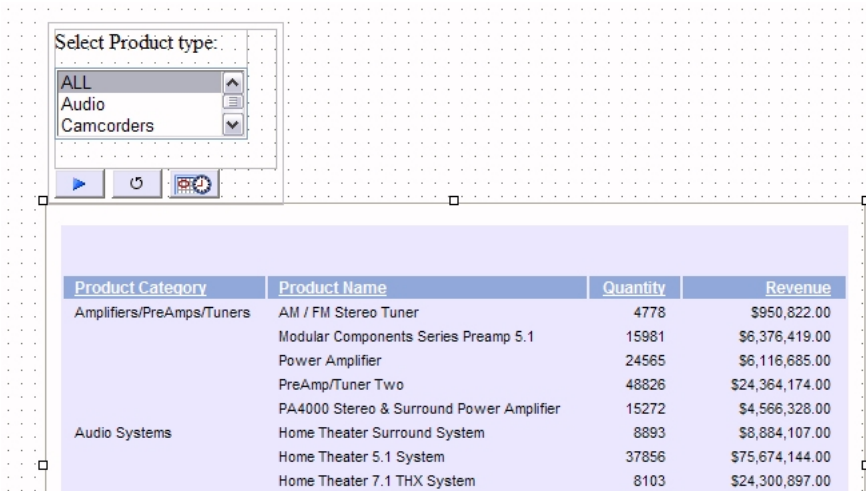 Select Product type:
ALL
Audio
Camcorders
Product Category Product Name Quantity Revenue
Amplifiers/PreAmps/Tuners AM / FM Stereo Tuner 4778 $950,822.00
Modular Components Series Preamp 5.1 15981 $6,376,419.00
Power Amplifier 24565 $6,116,685.00
PreAmp/Tuner Two 48826 $24,364,174.00
PA4000 Stereo & Surround Power Amplifier 15272 $4,566,328.00
Audio Systems Home Theater Surround System 8893 $8,884,107.00
Home Theater 5.1 System 37856 $75,674,144.00
Home Theater 7.1 THX System 8103 $24,300,897.00